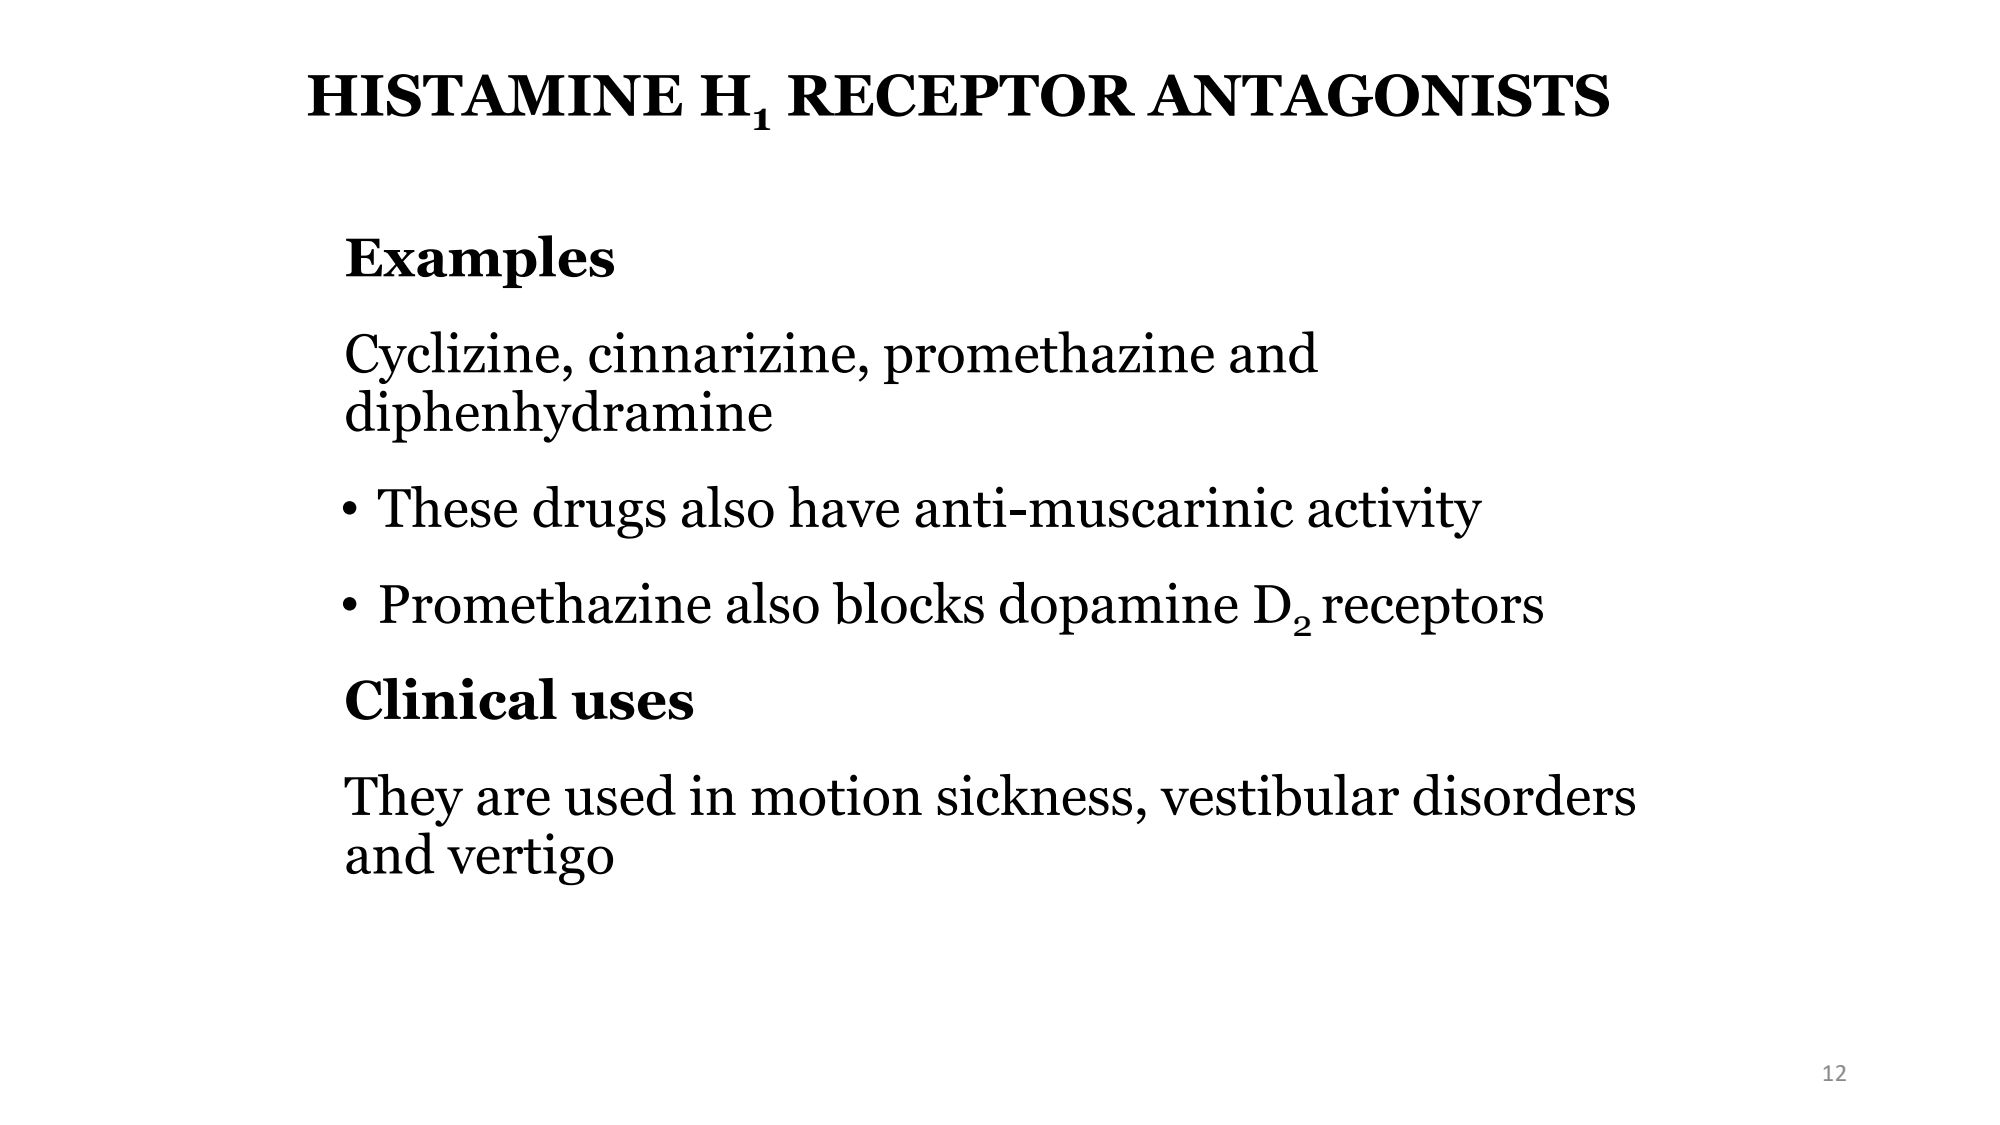 HISTAMINE H₁ RECEPTOR ANTAGONISTS
Examples
Cyclizine, cinnarizine, promethazine and
diphenhydramine
• These drugs also have anti-muscarinic activity
• Promethazine also blocks dopamine D₂ receptors
Clinical uses
They are used in motion sickness, vestibular disorders
and vertigo
12